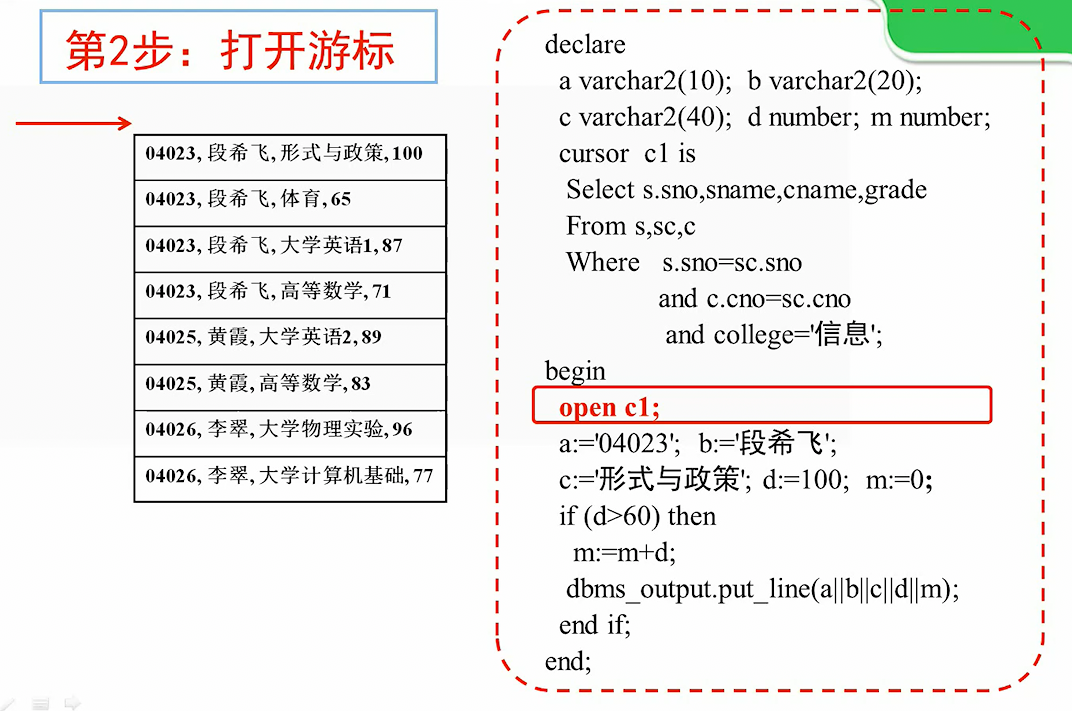 第2步：打开游标
04023,段希飞,形式与政策,100
04023,段希飞,体育,65
04023,段希飞,大学英语1,87
04023,段希飞,高等数学,71
04025,黄霞,大学英语2,89
04025,黄霞,高等数学,83
04026,李翠,大学物理实验,96
04026,李翠,大学计算机基础,77
declare
a varchar2(10); b varchar2(20);
c varchar2(40); d number; m number;
cursor c1 is
Select s.sno,sname,cname,grade
From s,sc,c
Where s.sno=sc.sno
and c.cno=sc.cno
and college='信息';
begin
open c1;
a:='04023'; b:='段希飞';
c:='形式与政策'; d:=100; m:=0;
if (d>60) then
m:=m+d;
dbms_output.put_line(a||b||c||d||m);
end if;
end;